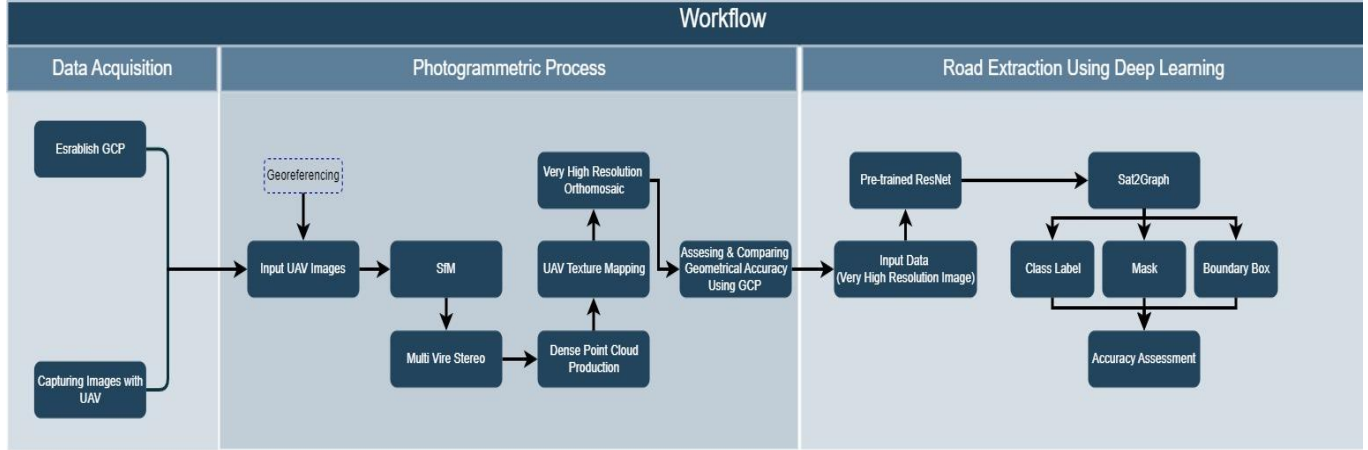 Workflow
Data Acquisition
Photogrammetric Process
Road Extraction Using Deep Learning
Esrablish GCP
Capturing Images with
UAV
Georeferencing
Input UAV Images
SfM
Multi Vire Stereo
Dense Point Cloud
Production
UAV Texture Mapping
Very High Resolution
Orthomosaic
Assesing & Comparing
Geometrical Accuracy
Using GCP
Input Data
(Very High Resolution Image)
Pre-trained ResNet
Sat2Graph
Class Label
Mask
Boundary Box
Accuracy Assessment